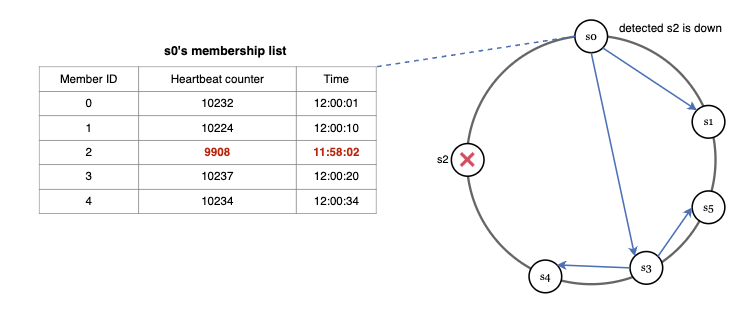 s0's membership list
Member ID Heartbeat counter Time
0 10232 12:00:01
1 10224 12:00:10
2 9908 11:58:02
3 10237 12:00:20
4 10234 12:00:34
detected s2 is down
s0
s1
s2
s5
s3
s4